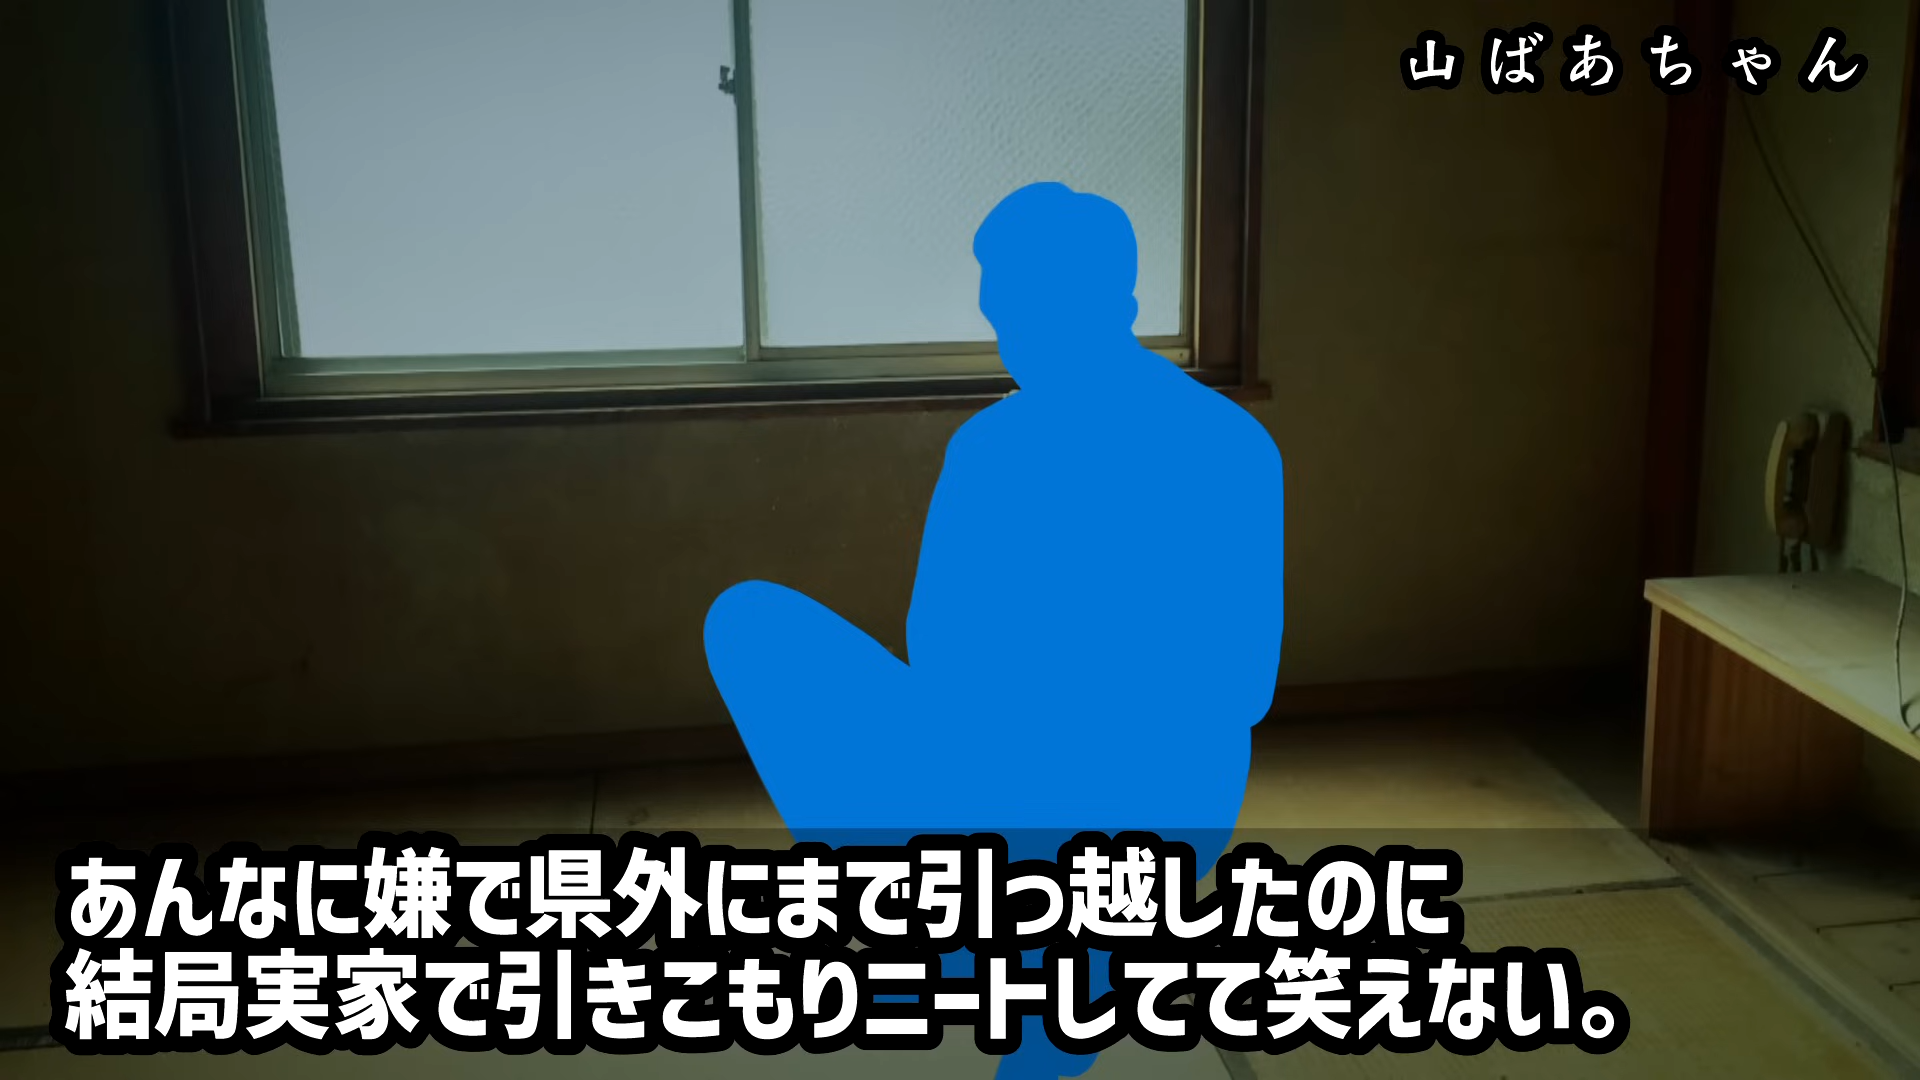 山ばあちゃん
あんなに嫌で県外にまで引っ越したのに
結局実家で引きこもりニートしてて笑えない。